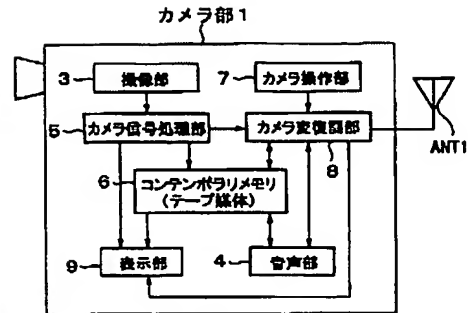 カメラ部1
3
撮像部
7
カメラ操作部
5
カメラ信号処理部
カメラ変復調部
8
ANT1
6
コンテンポラリメモリ
(テープ媒体)
9
表示部
4
音声部